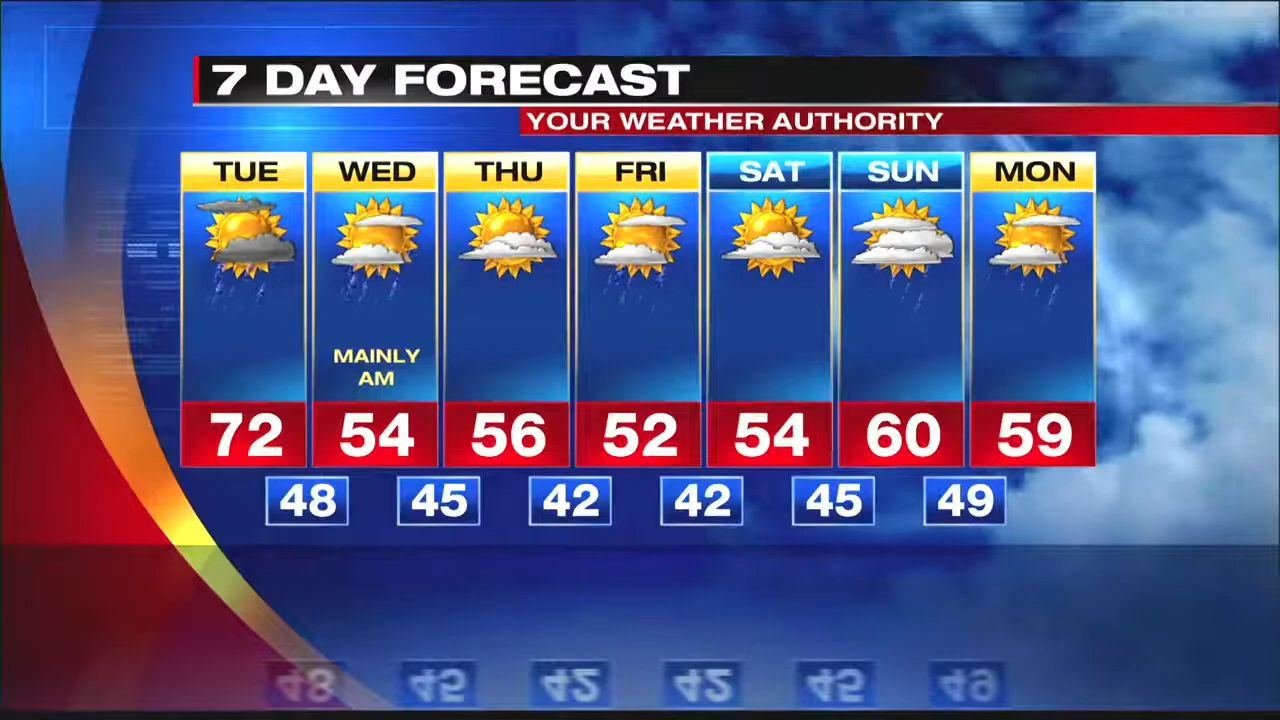 7 DAY FORECAST
YOUR WEATHER AUTHORITY
TUE WED THU FRI SAT SUN MON
MAINLY
AM
72 54 56 52 54 60 59
48 45 42 42 45 49